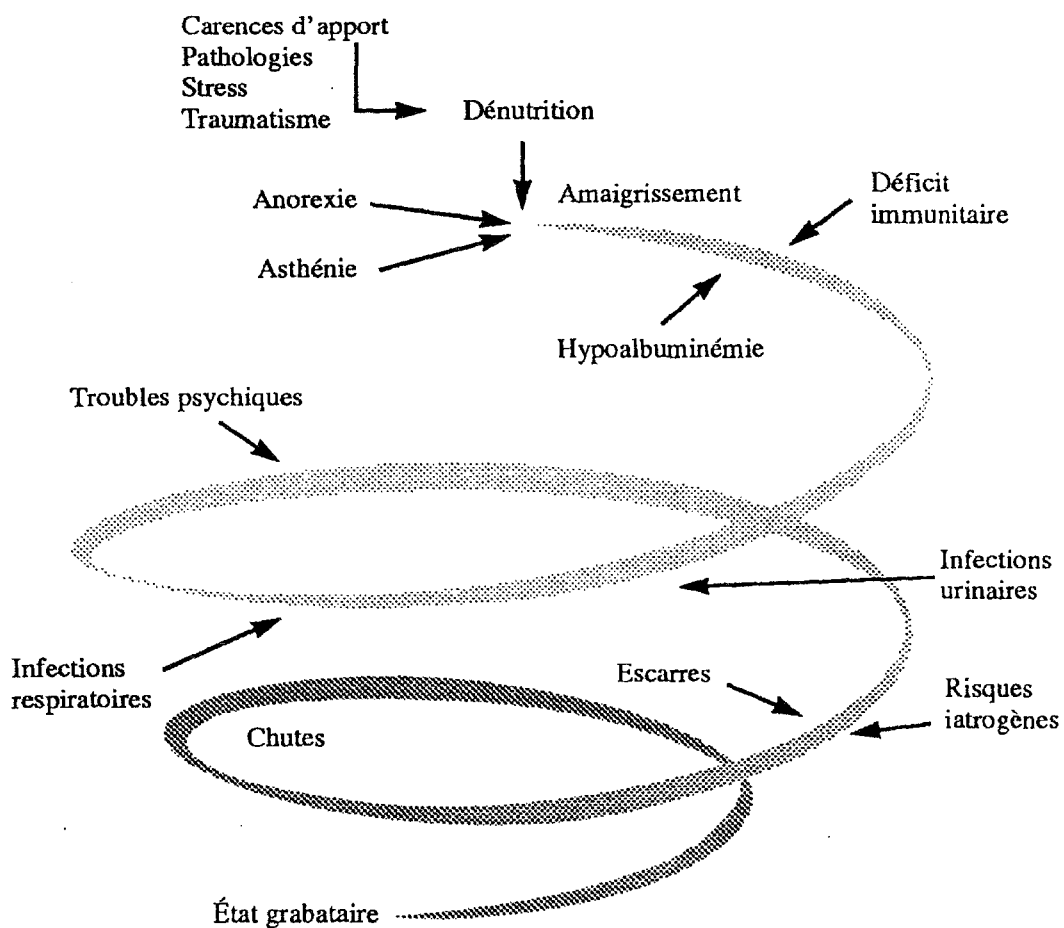 Carences d'apport
Pathologies
Stress
Traumatisme
Dénutrition
Anorexie
Amaigrissement
Déficit
immunitaire
Asthénie
Hypoalbuminémie
Troubles psychiques
Infections
urinaires
Infections
respiratoires
Escarres
Risques
iatrogènes
Chutes
État grabataire